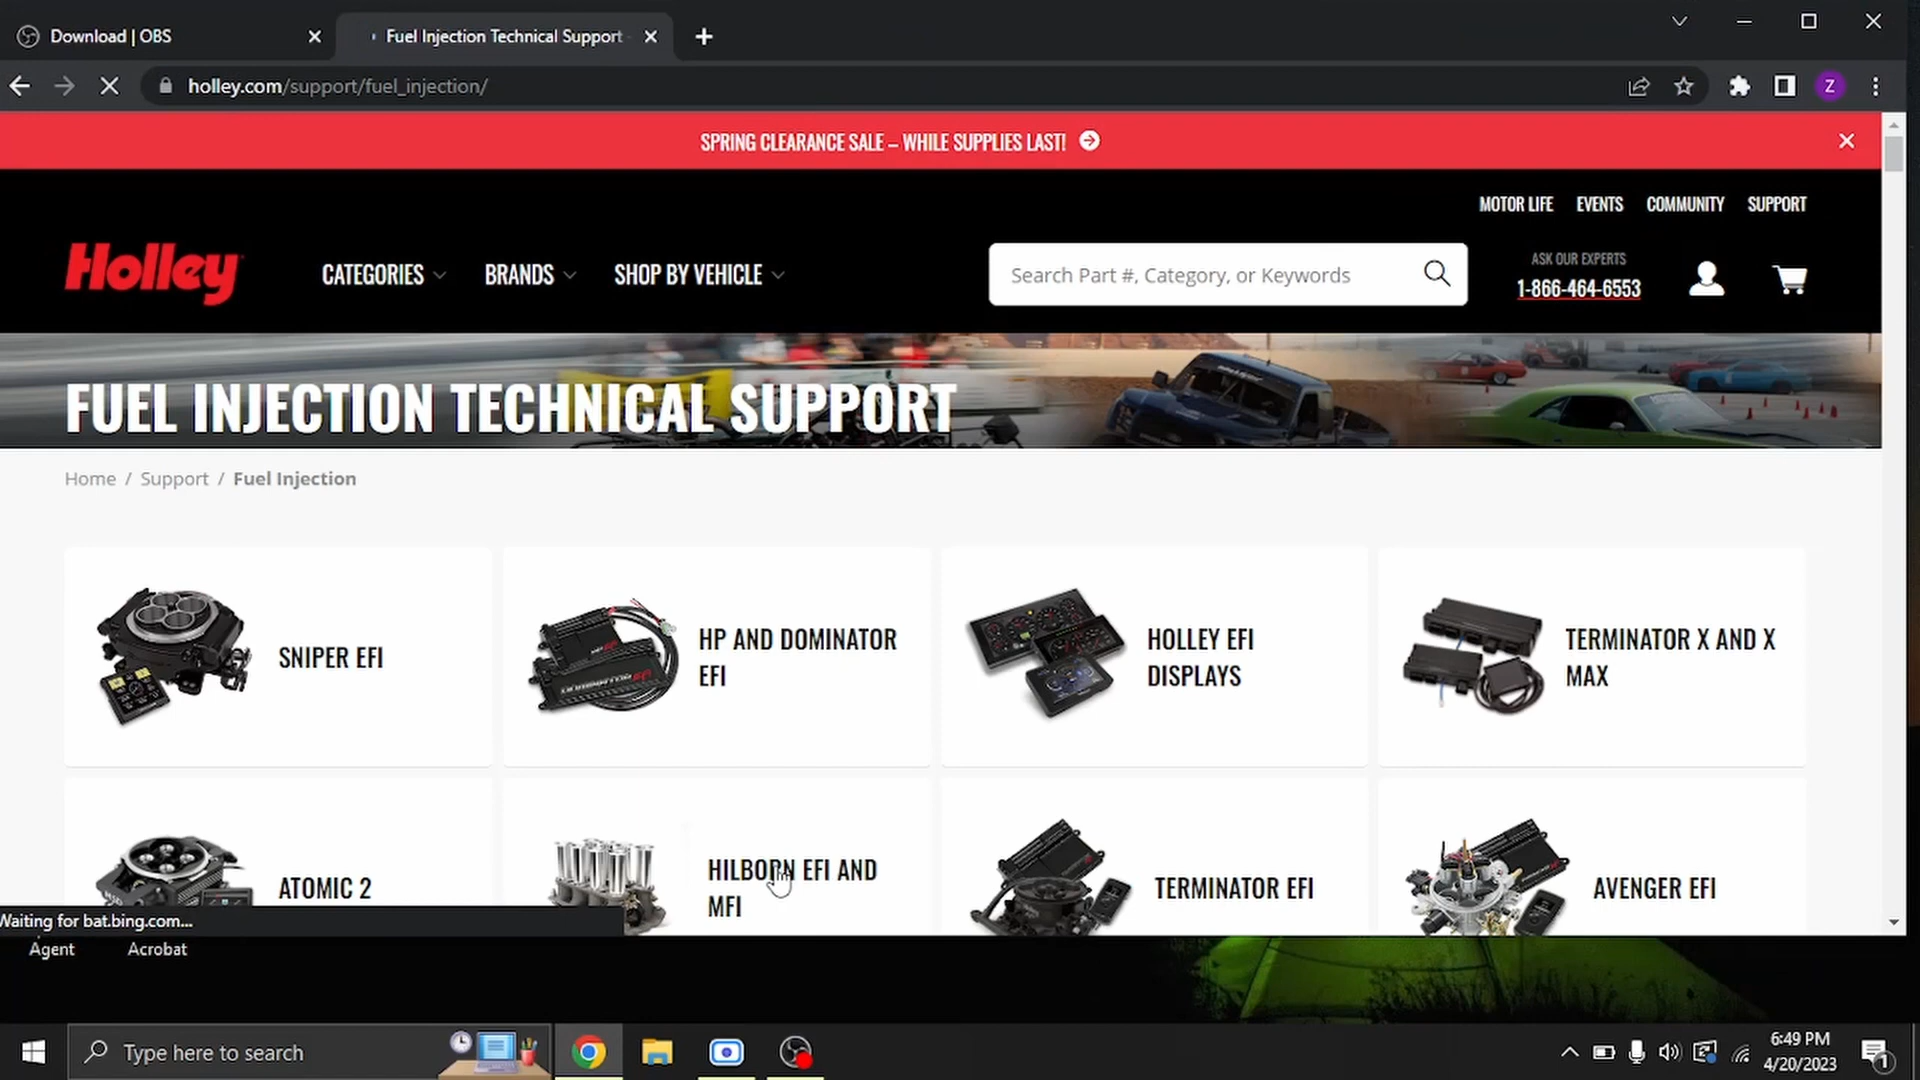 Download | OBS
Fuel Injection Technical Support
holley.com/support/fuel_injection/
Z
SPRING CLEARANCE SALE – WHILE SUPPLIES LAST!
MOTOR LIFE EVENTS COMMUNITY SUPPORT
Holley
CATEGORIES BRANDS SHOP BY VEHICLE
Search Part #, Category, or Keywords
ASK OUR EXPERTS
1-866-464-6553
FUEL INJECTION TECHNICAL SUPPORT
Home / Support / Fuel Injection
SNIPER EFI
HP AND DOMINATOR
EFI
HOLLEY EFI
DISPLAYS
TERMINATOR X AND X
MAX
ATOMIC 2
HILBORN EFI AND
MFI
TERMINATOR EFI
AVENGER EFI
Waiting for bat.bing.com...
Agent Acrobat
Type here to search
6:49 PM
4/20/2023
1